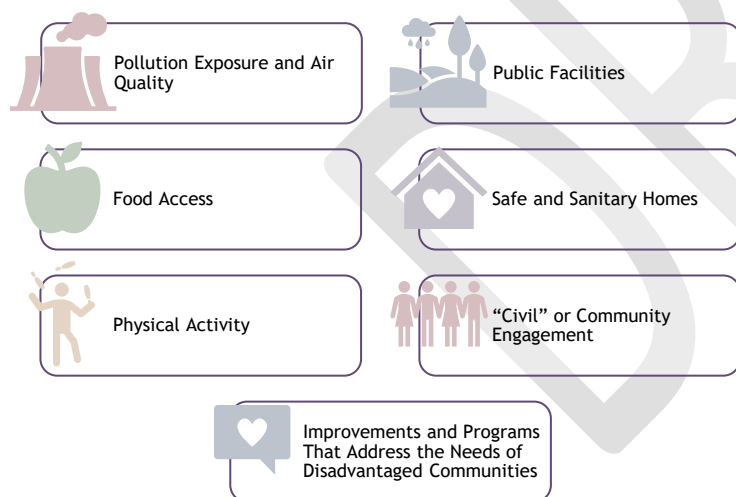 Pollution Exposure and Air
Quality
Public Facilities
Food Access
Safe and Sanitary Homes
Physical Activity
“Civil” or Community
Engagement
Improvements and Programs
That Address the Needs of
Disadvantaged Communities